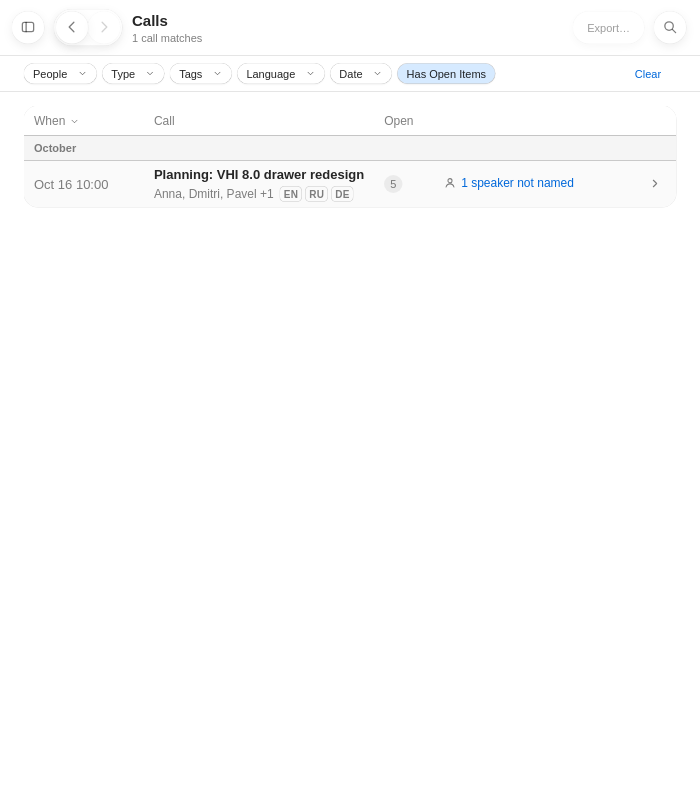 Calls
1 call matches
Export…
People
Type
Tags
Language
Date
Has Open Items
Clear
When
Call
Open
October
Oct 16 10:00
Planning: VHI 8.0 drawer redesign
Anna, Dmitri, Pavel +1 EN RU DE
5
1 speaker not named